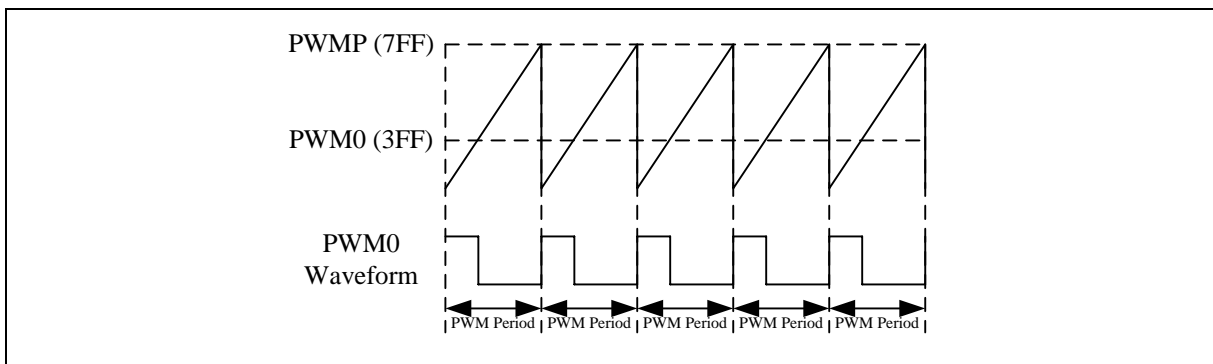 PWMP (7FF)
PWM0 (3FF)
PWM0
Waveform
PWM Period PWM Period PWM Period PWM Period PWM Period